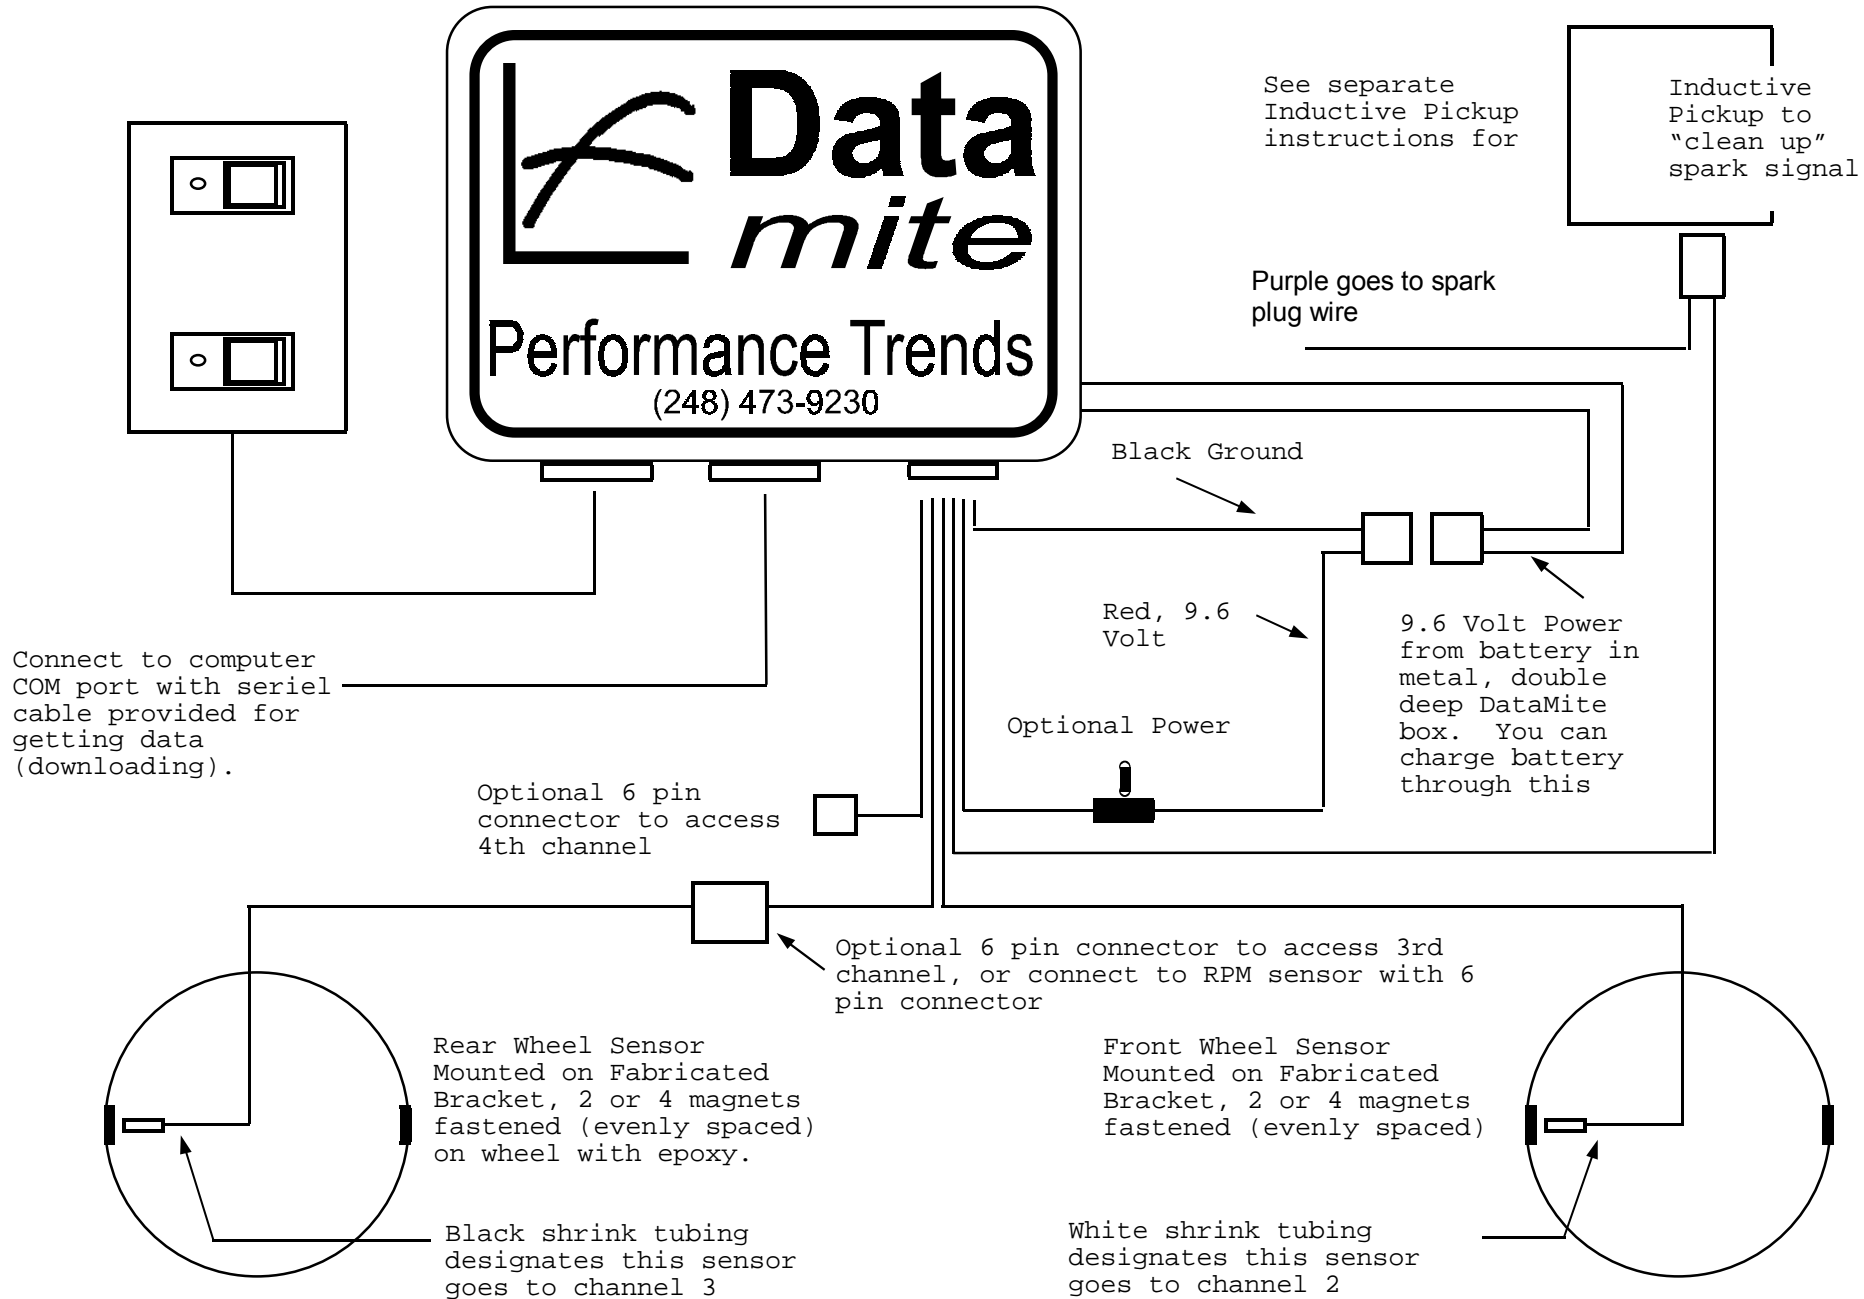 Data
mite
Performance Trends
(248) 473-9230
See separate
Inductive Pickup
instructions for
Inductive
Pickup to
“clean up”
spark signal
Purple goes to spark
plug wire
Black Ground
Red, 9.6
Volt
9.6 Volt Power
from battery in
metal, double
deep DataMite
box.  You can
charge battery
through this
Connect to computer
COM port with seriel
cable provided for
getting data
(downloading).
Optional Power
Optional 6 pin
connector to access
4th channel
Optional 6 pin connector to access 3rd
channel, or connect to RPM sensor with 6
pin connector
Rear Wheel Sensor
Mounted on Fabricated
Bracket, 2 or 4 magnets
fastened (evenly spaced)
on wheel with epoxy.
Front Wheel Sensor
Mounted on Fabricated
Bracket, 2 or 4 magnets
fastened (evenly spaced)
Black shrink tubing
designates this sensor
goes to channel 3
White shrink tubing
designates this sensor
goes to channel 2